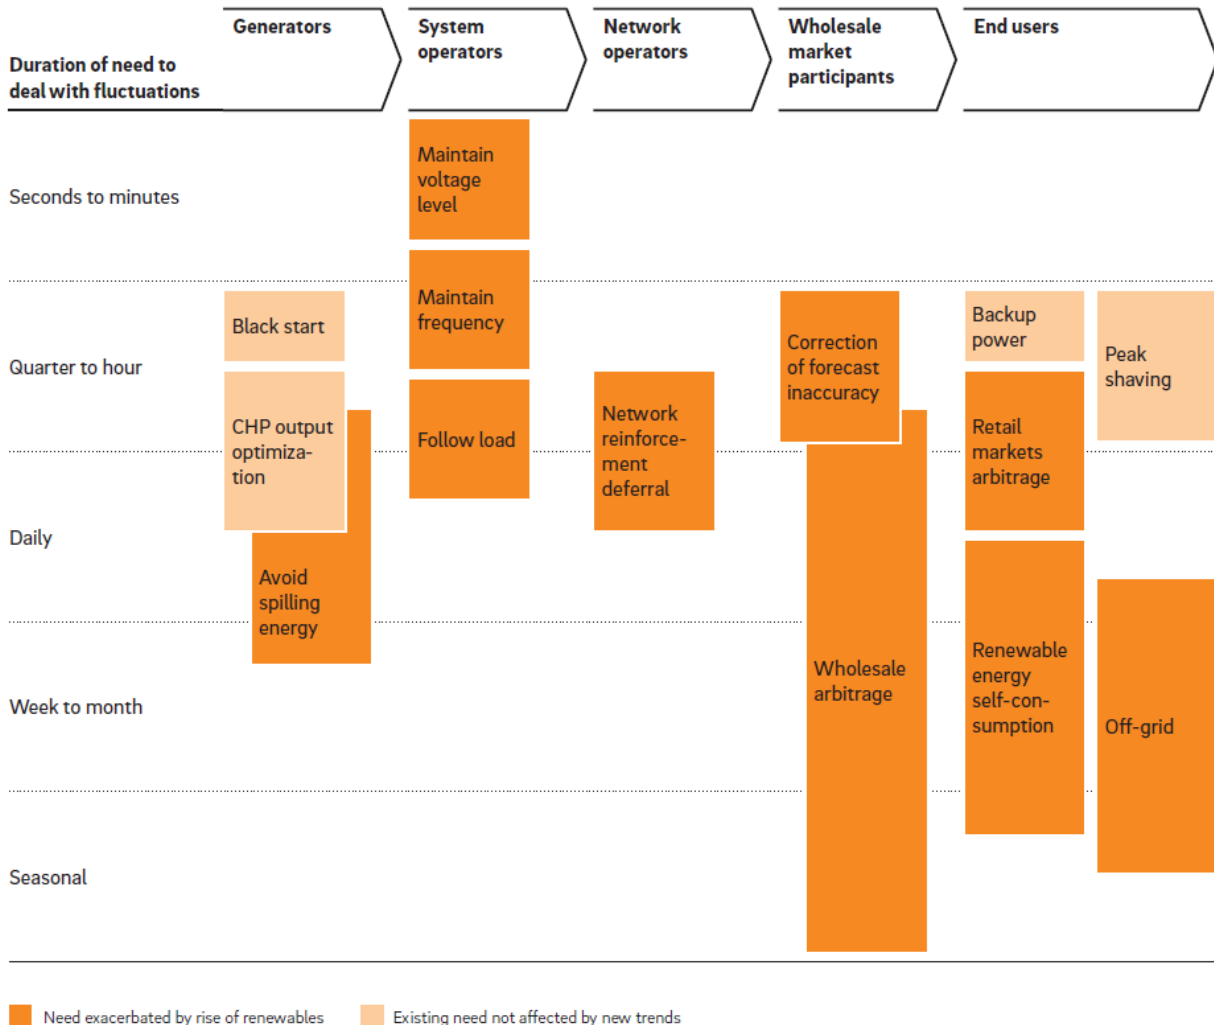 Generators
System
operators
Network
operators
Wholesale
market
participants
End users
Duration of need to
deal with fluctuations
Seconds to minutes
Maintain
voltage
level
Quarter to hour
Black start
Maintain
frequency
Correction
of forecast
inaccuracy
Backup
power
Peak
shaving
CHP output
optimiza-
tion
Follow load
Network
reinforce-
ment
deferral
Retail
markets
arbitrage
Daily
Avoid
spilling
energy
Week to month
Wholesale
arbitrage
Renewable
energy
self-con-
sumption
Off-grid
Seasonal
Need exacerbated by rise of renewables
Existing need not affected by new trends